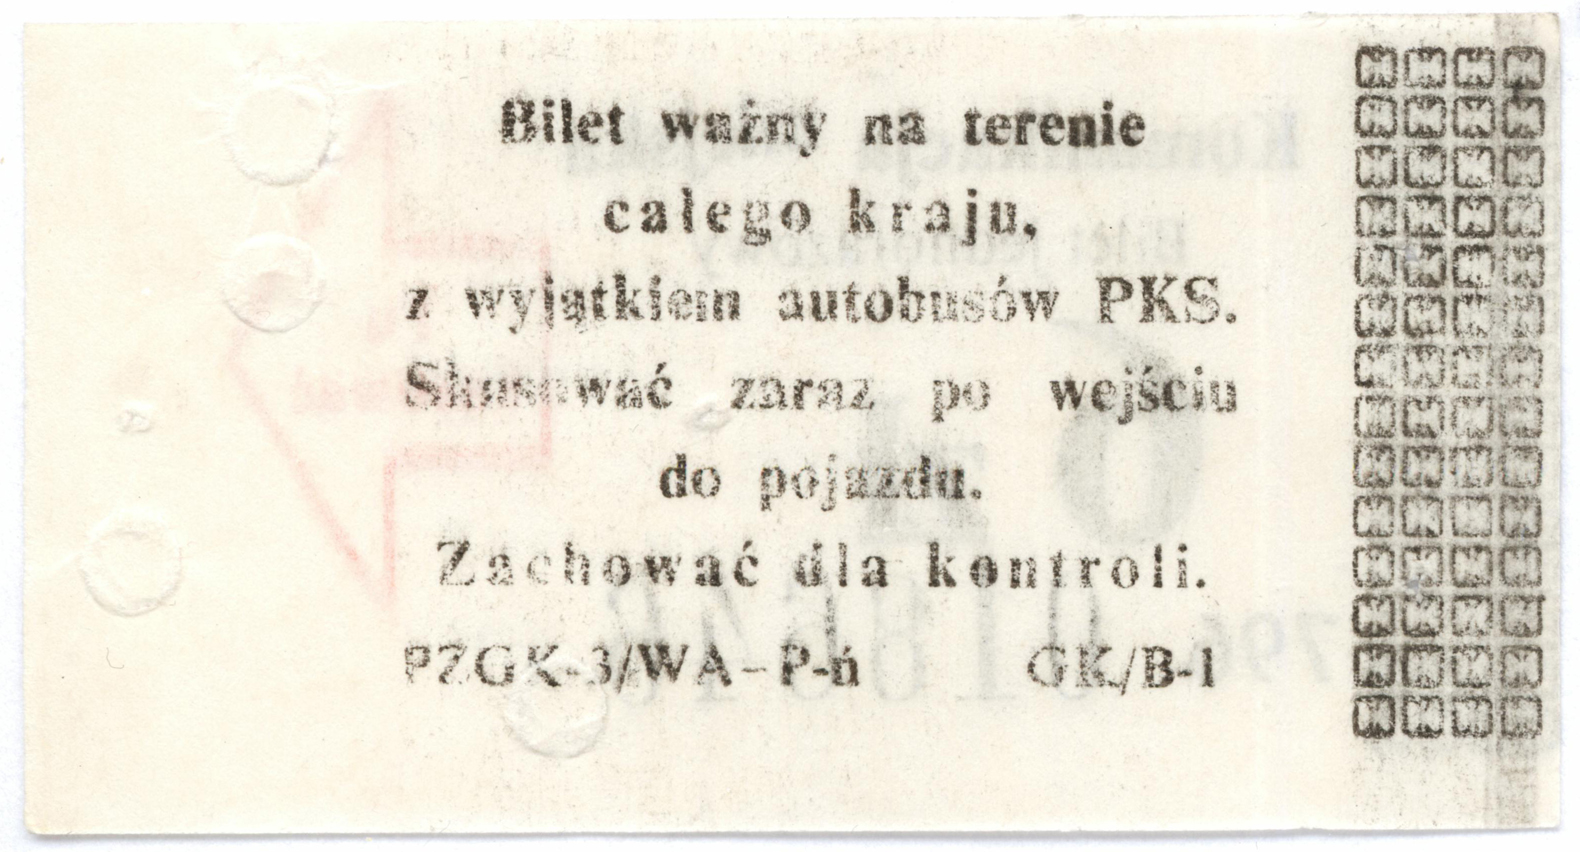 Bilet ważny na terenie
całego kraju,
z wyjątkiem autobusów PKS.
Skasować zaraz po wejściu
do pojazdu.
Zachować dla kontroli.
PZGK-3/WA–P-ń GK/B-1